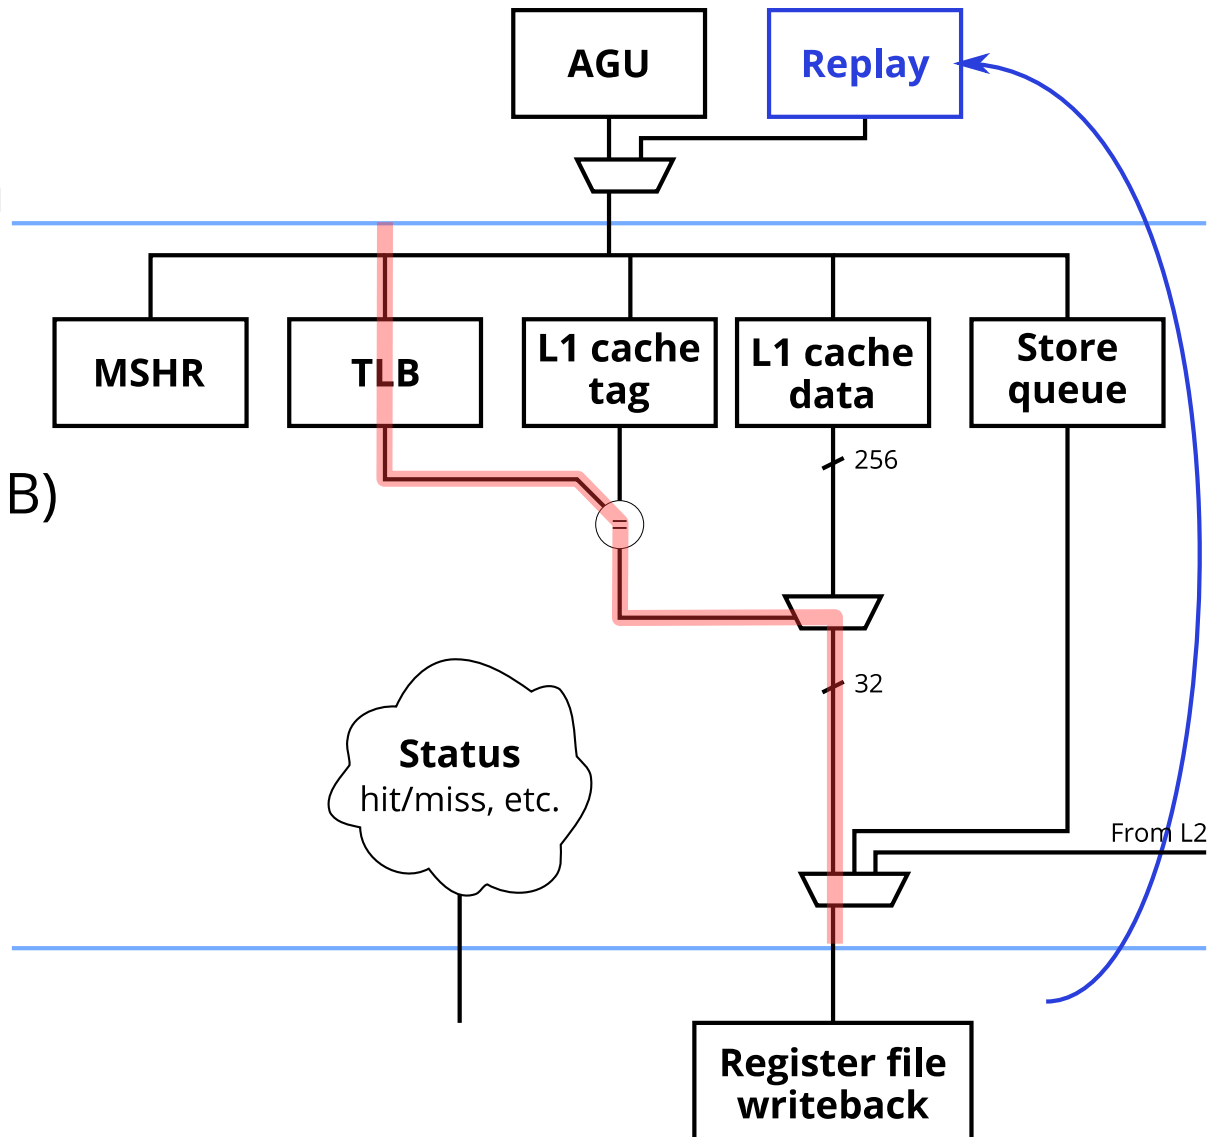 AGU
Replay
MSHR
TLB
L1 cache
tag
L1 cache
data
Store
queue
256
B)
=
32
Status
hit/miss, etc.
From L2
Register file
writeback